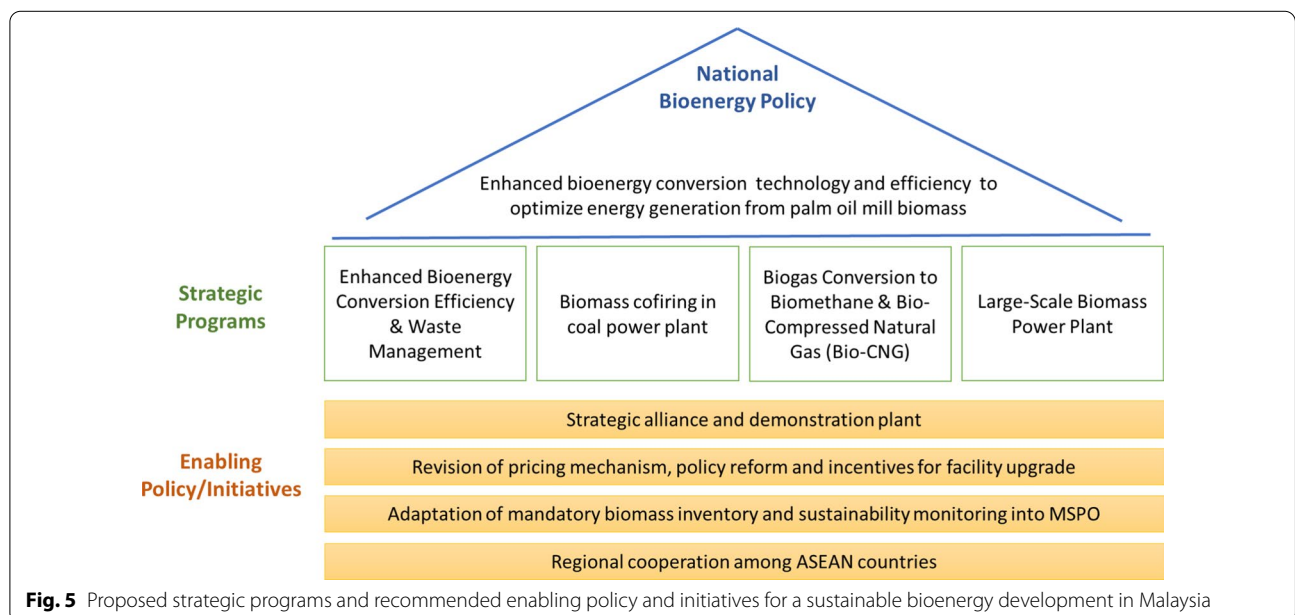 National
Bioenergy Policy
Enhanced bioenergy conversion technology and efficiency to
optimize energy generation from palm oil mill biomass
Strategic
Programs
Enhanced Bioenergy
Conversion Efficiency
& Waste
Management
Biomass cofiring in
coal power plant
Biogas Conversion to
Biomethane & Bio-
Compressed Natural
Gas (Bio-CNG)
Large-Scale Biomass
Power Plant
Enabling
Policy/Initiatives
Strategic alliance and demonstration plant
Revision of pricing mechanism, policy reform and incentives for facility upgrade
Adaptation of mandatory biomass inventory and sustainability monitoring into MSPO
Regional cooperation among ASEAN countries
Fig. 5 Proposed strategic programs and recommended enabling policy and initiatives for a sustainable bioenergy development in Malaysia